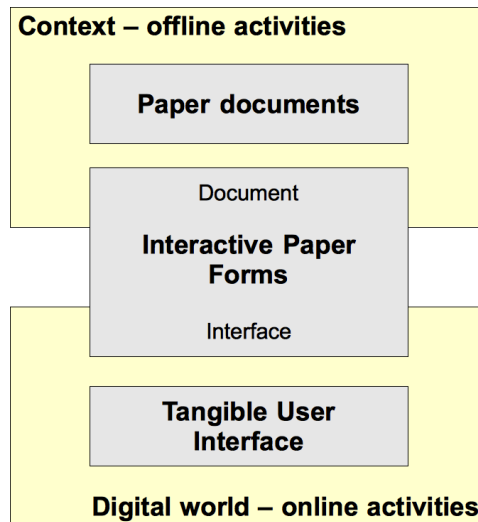 Context – offline activities
Paper documents
Document
Interactive Paper
Forms
Interface
Tangible User
Interface
Digital world – online activities